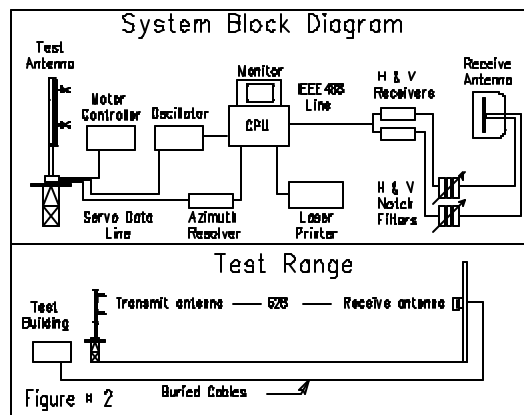 System Block Diagram
Test
Antenna
Motor
Controller
Oscillator
Monitor
CPU
IEEE 488
Line
H & V
Receivers
Receive
Antenna
Servo Data
Line
Azimuth
Resolver
Laser
Printer
H & V
Notch
Filters
Test Range
Test
Building
Transmit antenna — 628 — Receive antenna
Buried Cables
Figure # 2